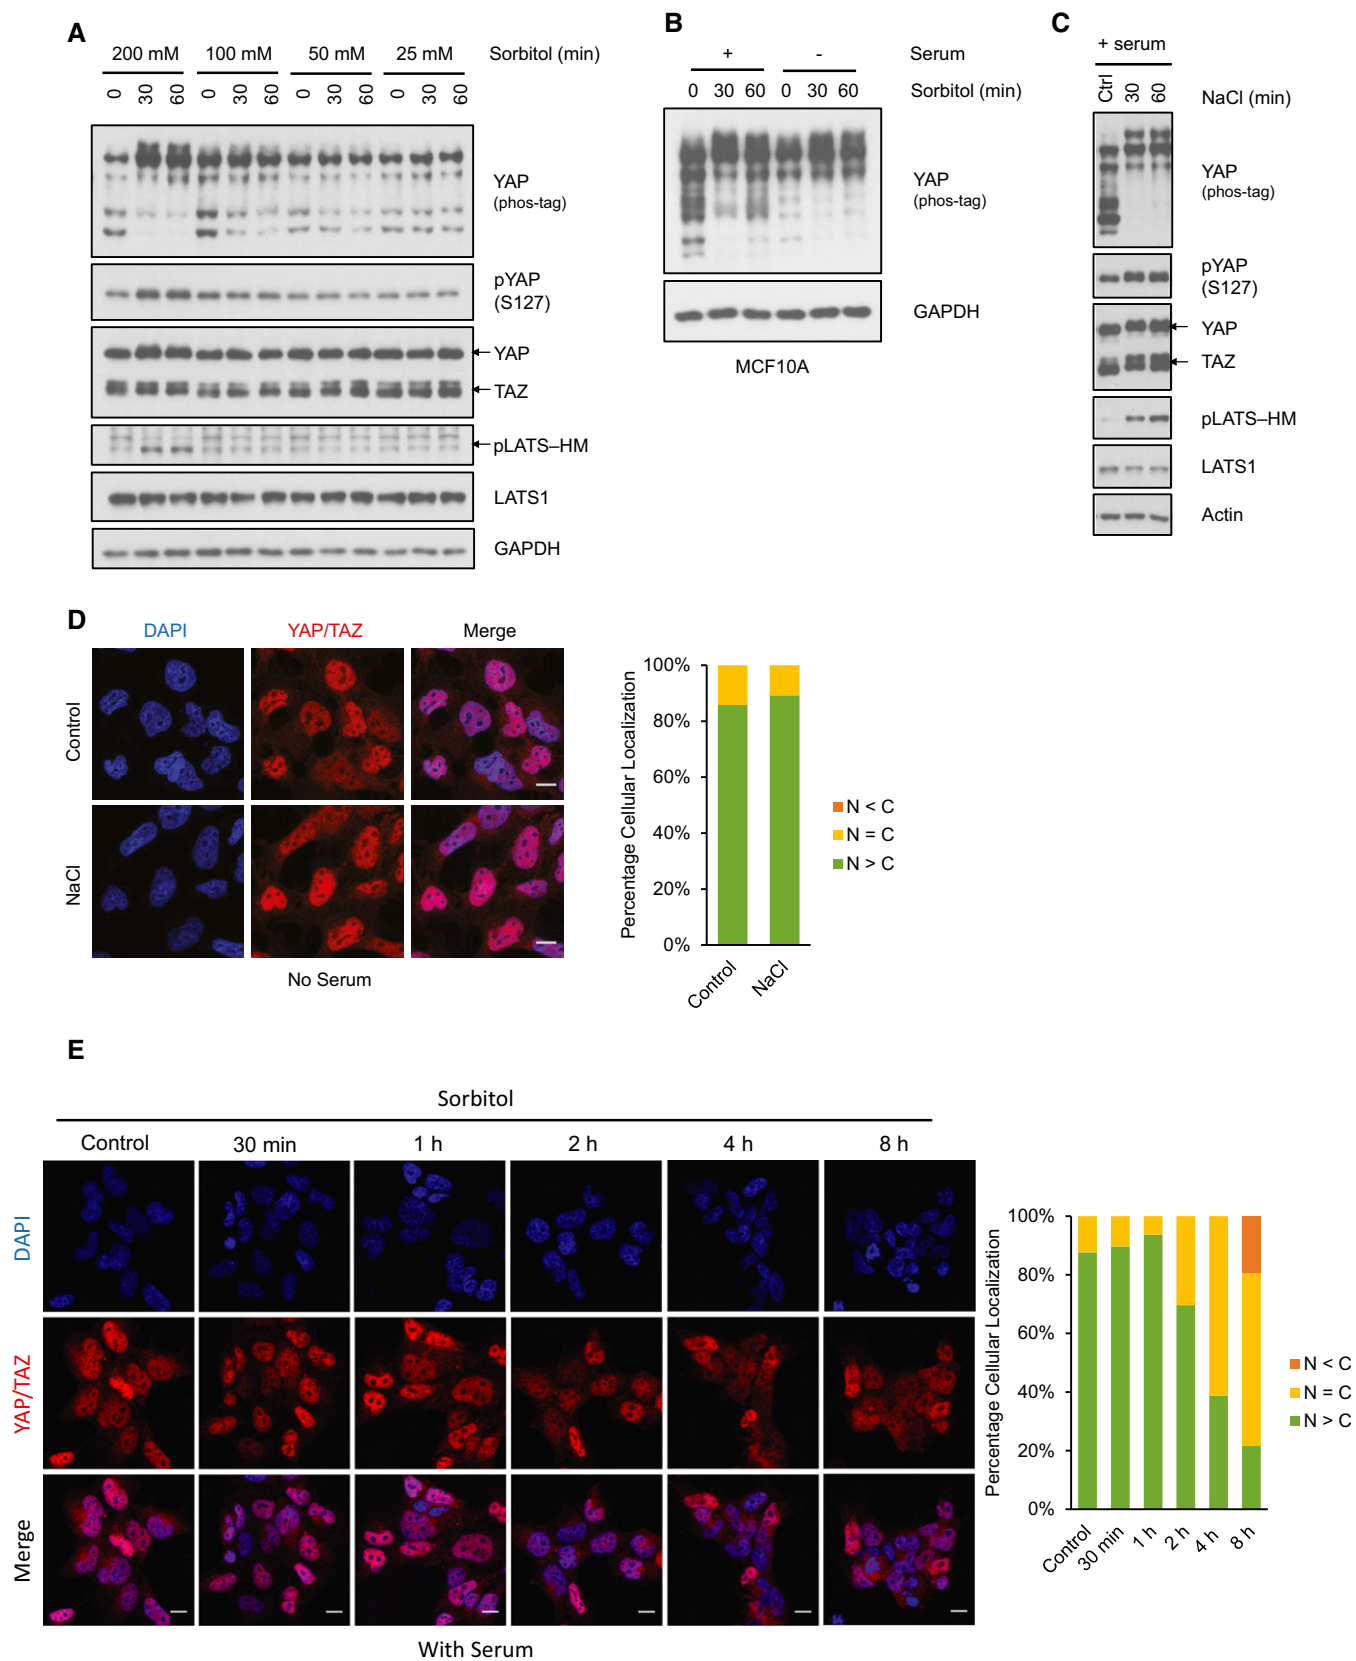 A
200 mM 100 mM 50 mM 25 mM Sorbitol (min)
0 30 60 0 30 60 0 30 60 0 30 60
YAP
(phos-tag)
pYAP
(S127)
YAP
TAZ
pLATS–HM
LATS1
GAPDH
B
+ - Serum
0 30 60 0 30 60 Sorbitol (min)
YAP
(phos-tag)
GAPDH
MCF10A
C
+ serum
Ctrl 30 60 NaCl (min)
YAP
(phos-tag)
pYAP
(S127)
YAP
TAZ
pLATS–HM
LATS1
Actin
D
DAPI YAP/TAZ Merge
Control
NaCl
No Serum
Percentage Cellular Localization
100%
80%
60%
40%
20%
0%
Control NaCl
N < C
N = C
N > C
E
Sorbitol
Control 30 min 1 h 2 h 4 h 8 h
DAPI
YAP/TAZ
Merge
With Serum
Percentage Cellular Localization
100%
80%
60%
40%
20%
0%
Control 30 min 1 h 2 h 4 h 8 h
N < C
N = C
N > C